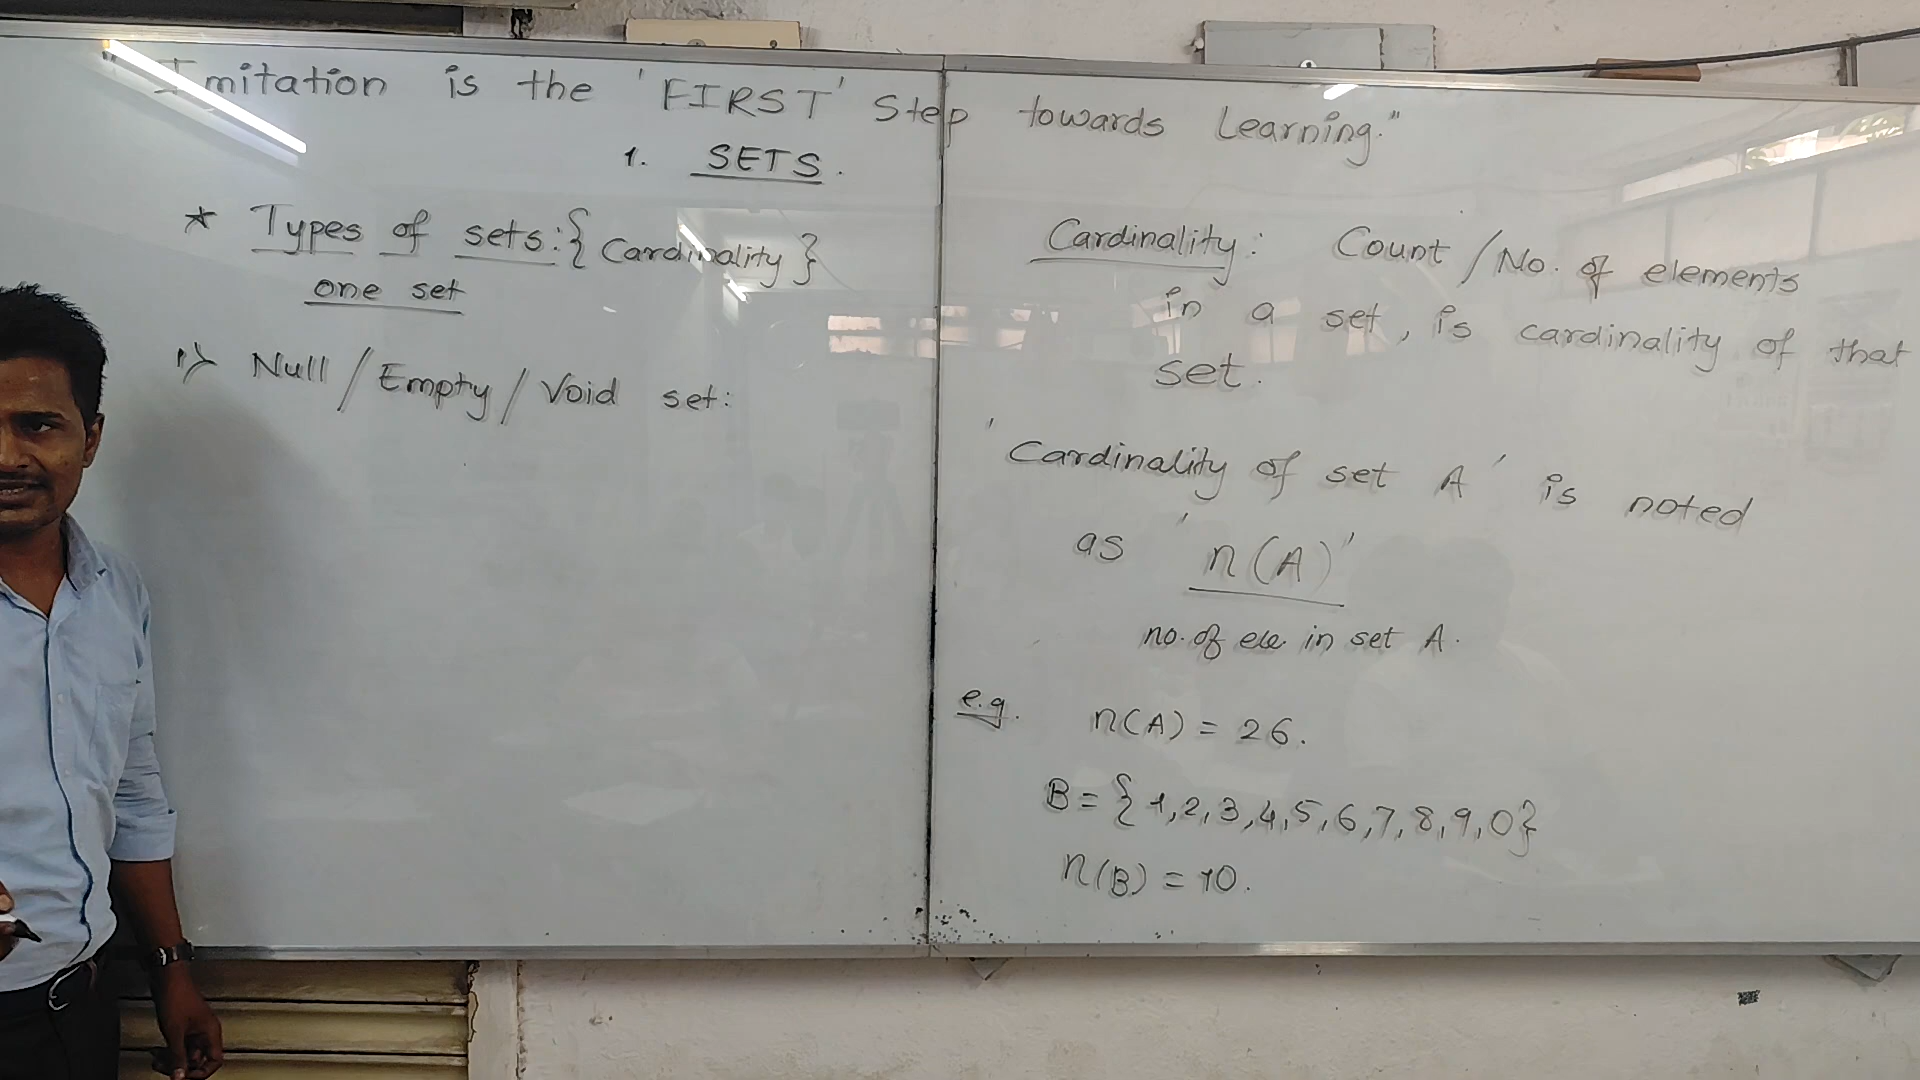 "Imitation is the 'FIRST' Step towards Learning."
1. SETS.
* Types of sets:{Cardinality}
one set
1> Null / Empty / Void set:
Cardinality: Count / No. of elements
in a set, is cardinality of that
set.
'Cardinality of set A' is noted
as 'n(A)'
no. of ele. in set A.
e.g. n(A) = 26.
B = {1,2,3,4,5,6,7,8,9,0}
n(B) = 10.